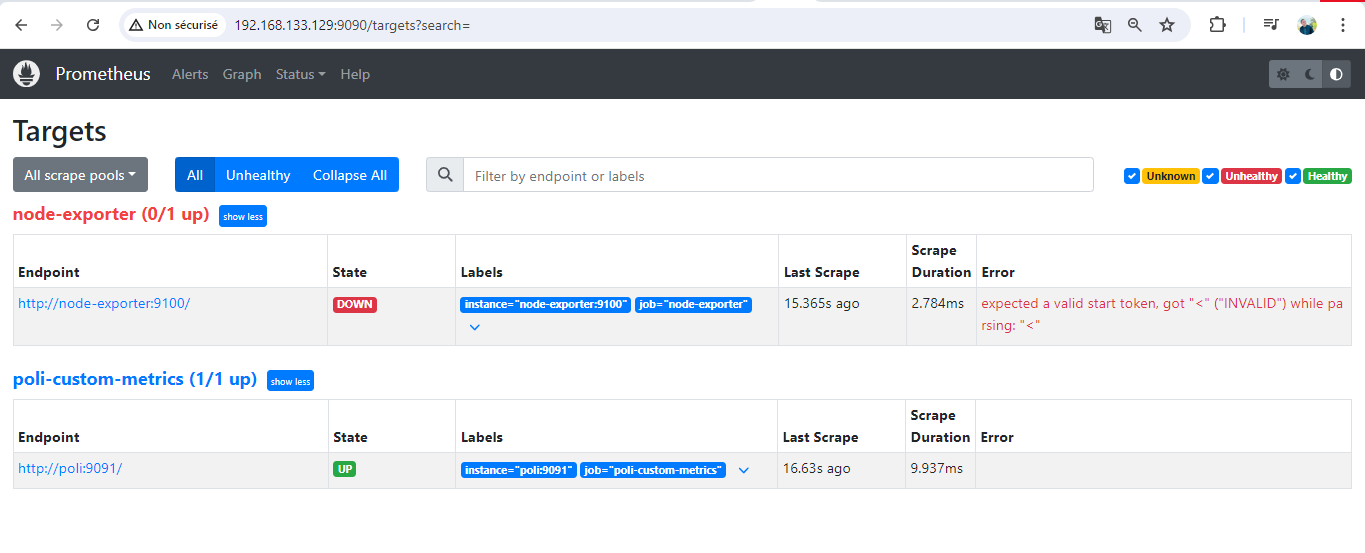 Non sécurisé
192.168.133.129:9090/targets?search=
Prometheus Alerts Graph Status Help
Targets
All scrape pools
All Unhealthy Collapse All
Filter by endpoint or labels
Unknown Unhealthy Healthy
node-exporter (0/1 up) show less
Endpoint State Labels Last Scrape Scrape Duration Error
http://node-exporter:9100/ DOWN instance="node-exporter:9100" job="node-exporter" 15.365s ago 2.784ms expected a valid start token, got "<" ("INVALID") while pa
rsing: "<"
poli-custom-metrics (1/1 up) show less
Endpoint State Labels Last Scrape Scrape Duration Error
http://poli:9091/ UP instance="poli:9091" job="poli-custom-metrics" 16.63s ago 9.937ms